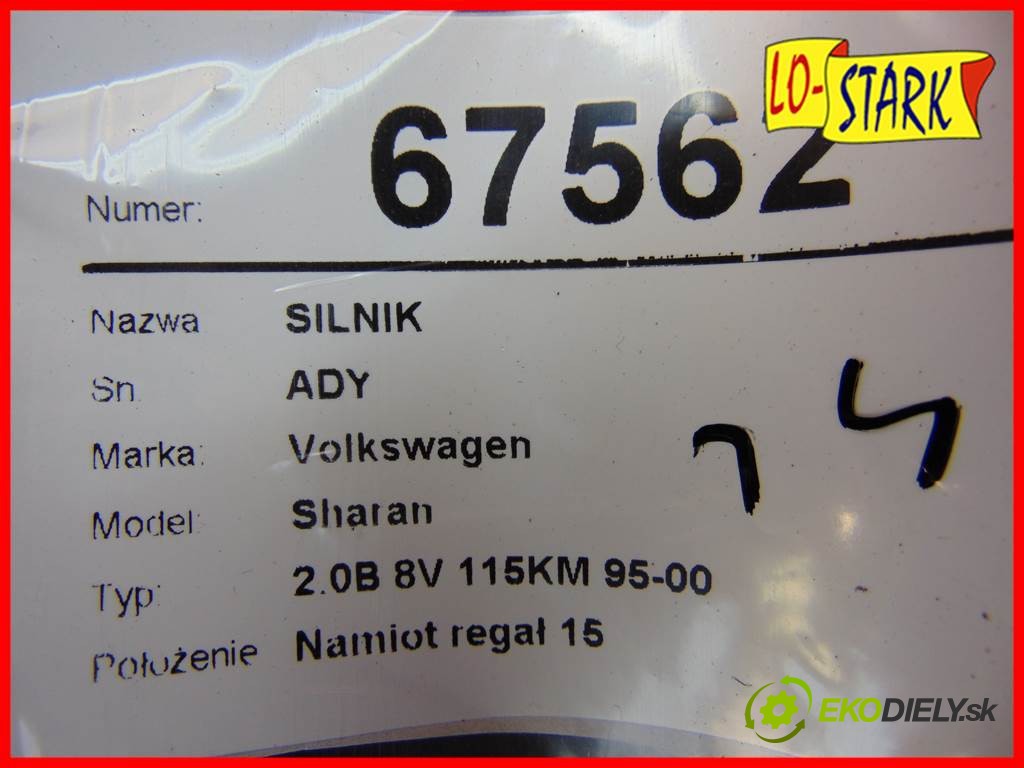 LO-STARK
Numer: 67562
Nazwa SILNIK
Sn. ADY
Marka: Volkswagen
Model: Sharan
Typ: 2.0B 8V 115KM 95-00
Położenie Namiot regał 15
EKODIELY.sk